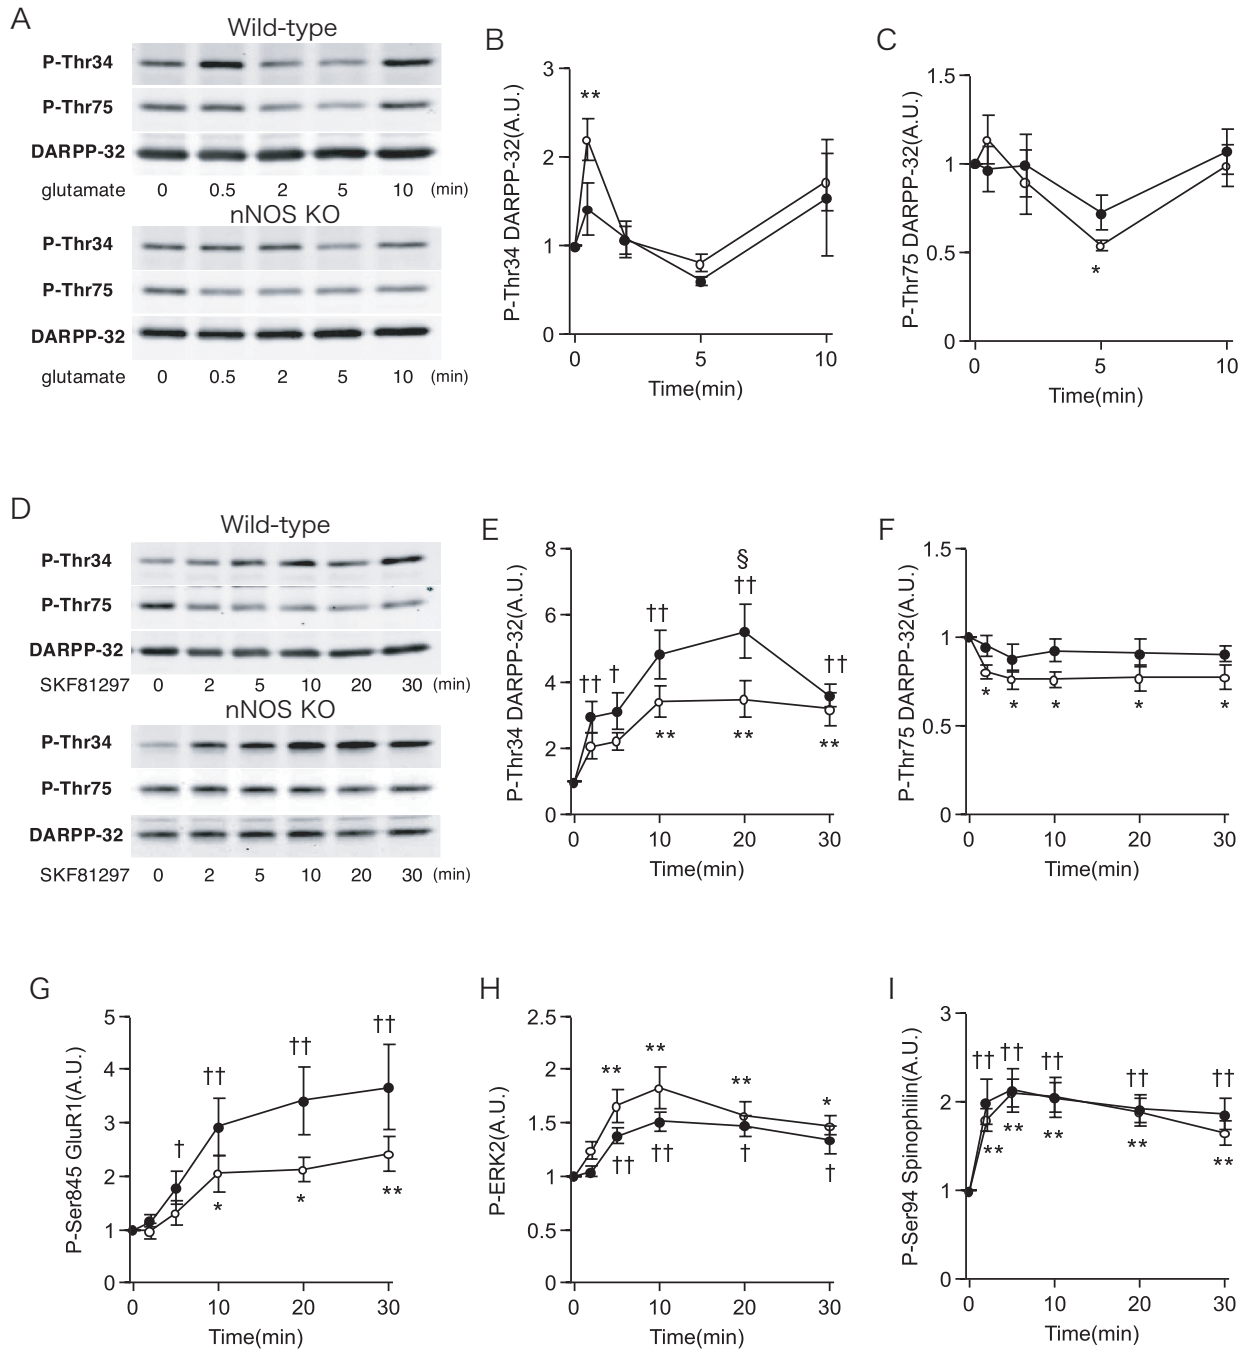 A
Wild-type
P-Thr34
P-Thr75
DARPP-32
glutamate 0 0.5 2 5 10 (min)
nNOS KO
P-Thr34
P-Thr75
DARPP-32
glutamate 0 0.5 2 5 10 (min)
B
P-Thr34 DARPP-32(A.U.)
3
2
1
0
**
0 5 10
Time(min)
C
P-Thr75 DARPP-32(A.U.)
1.5
1
0.5
0
*
0 5 10
Time(min)
D
Wild-type
P-Thr34
P-Thr75
DARPP-32
SKF81297 0 2 5 10 20 30 (min)
nNOS KO
P-Thr34
P-Thr75
DARPP-32
SKF81297 0 2 5 10 20 30 (min)
E
P-Thr34 DARPP-32(A.U.)
8
6
4
2
0
§
†† † †† †† ††
** ** **
0 10 20 30
Time(min)
F
P-Thr75 DARPP-32(A.U.)
1.5
1
0.5
0
* * * * *
0 10 20 30
Time(min)
G
P-Ser845 GluR1(A.U.)
5
4
3
2
1
0
† †† †† ††
* * **
0 10 20 30
Time(min)
H
P-ERK2(A.U.)
2.5
2
1.5
1
0.5
0
** ** ** *
†† †† † †
0 10 20 30
Time(min)
I
P-Ser94 Spinophilin(A.U.)
3
2
1
0
†† †† †† †† ††
** ** ** ** **
0 10 20 30
Time(min)